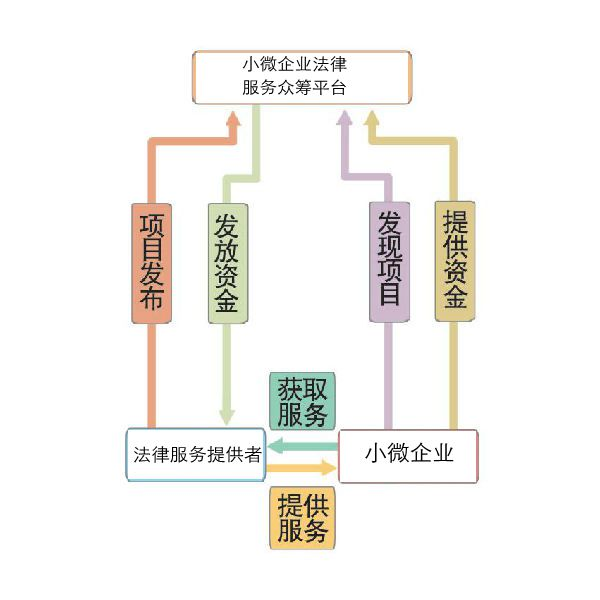 小微企业法律
服务众筹平台
项目发布
发放资金
发现项目
提供资金
获取
服务
法律服务提供者
小微企业
提供
服务